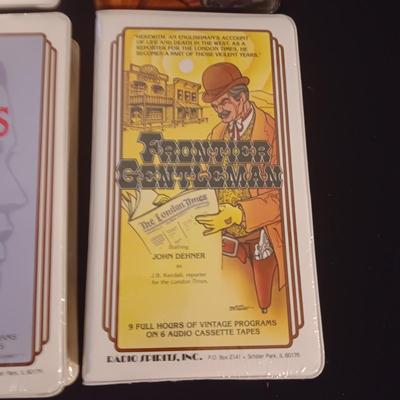 "HEREWITH, AN ENGLISHMAN'S ACCOUNT
OF LIFE AND DEATH IN THE WEST. AS A
REPORTER FOR THE LONDON TIMES, HE
BECOMES A PART OF THOSE VIOLENT YEARS."
FRONTIER
GENTLEMAN
The London Times
Starring
JOHN DEHNER
as
J.B. Kendall, reporter
for the London Times.
9 FULL HOURS OF VINTAGE PROGRAMS
ON 6 AUDIO CASSETTE TAPES
RADIO SPIRITS, INC. P.O. Box 2141 • Schiller Park, IL 60176
S
60176